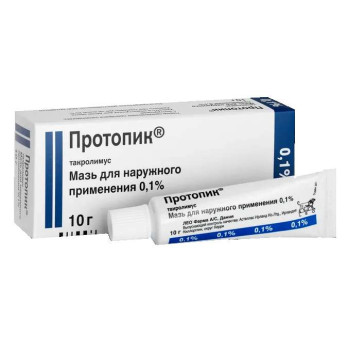 Протопик®
такролимус
Мазь для наружного
применения 0,1%
10 г
0,1%
Протопик®
такролимус
Мазь для наружного применения 0,1%
ЛЕО Фарма А/С, Дания
10 г
0,1% 0,1% 0,1% 0,1%